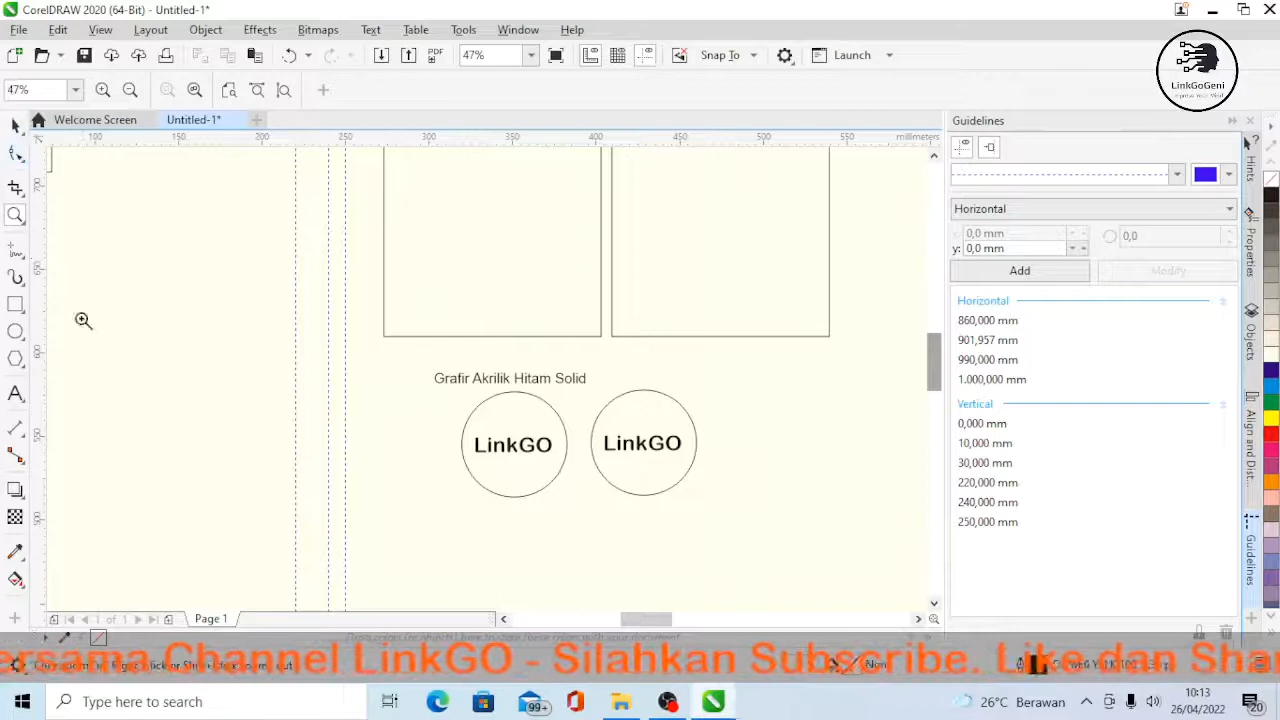 CorelDRAW 2020 (64-Bit) - Untitled-1*
File Edit View Layout Object Effects Bitmaps Text Table Tools Window Help
PDF 47% Snap To Launch
LinkGoGeni
47%
Welcome Screen Untitled-1*
Guidelines
100 150 200 250 300 350 400 450 500 550 millimeters
Hints
Horizontal
0,0 mm 0,0
y: 0,0 mm
Properties
Add Modify
Horizontal
860,000 mm
901,957 mm
990,000 mm
1.000,000 mm
Objects
Vertical
0,000 mm
10,000 mm
30,000 mm
220,000 mm
240,000 mm
250,000 mm
Align and Dist...
Guidelines
Grafir Akrilik Hitam Solid
LinkGO LinkGO
1 of 1 Page 1
Channel LinkGO - Silahkan Subscribe. Like dan Shar
Type here to search
99+
26°C Berawan
0:13
26/04/2022
20